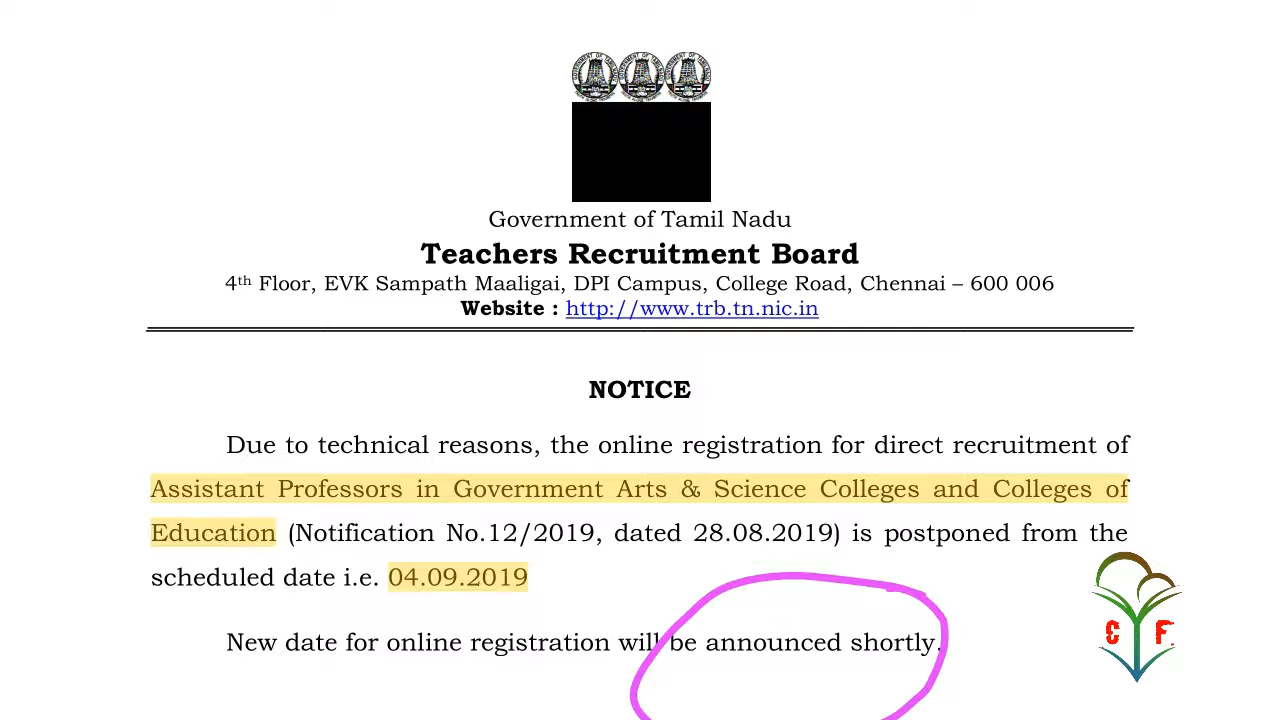 Government of Tamil Nadu
Teachers Recruitment Board
4th Floor, EVK Sampath Maaligai, DPI Campus, College Road, Chennai – 600 006
Website : http://www.trb.tn.nic.in
NOTICE
Due to technical reasons, the online registration for direct recruitment of
Assistant Professors in Government Arts & Science Colleges and Colleges of
Education (Notification No.12/2019, dated 28.08.2019) is postponed from the
scheduled date i.e. 04.09.2019
New date for online registration will be announced shortly.
C F